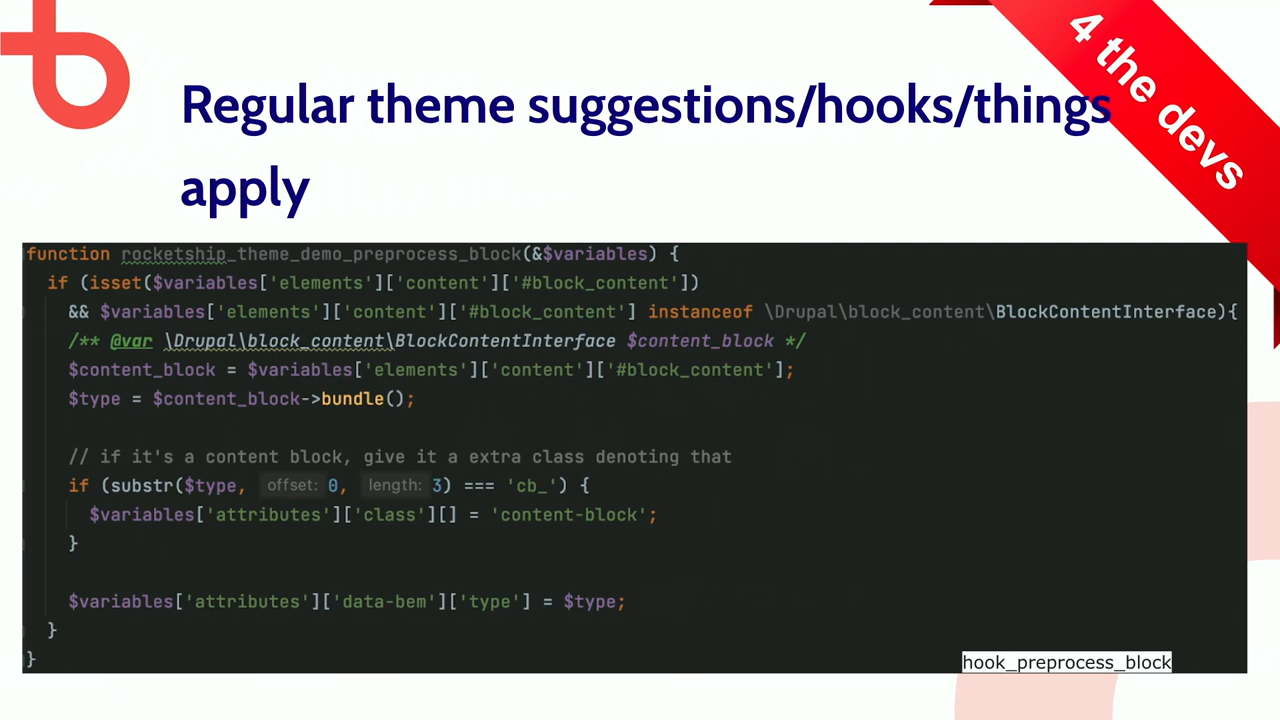 4 the devs
Regular theme suggestions/hooks/things
apply
function rocketship_theme_demo_preprocess_block(&$variables) {
if (isset($variables['elements']['content']['#block_content'])
&& $variables['elements']['content']['#block_content'] instanceof \Drupal\block_content\BlockContentInterface){
/** @var \Drupal\block_content\BlockContentInterface $content_block */
$content_block = $variables['elements']['content']['#block_content'];
$type = $content_block->bundle();
// if it's a content block, give it a extra class denoting that
if (substr($type, offset: 0, length: 3) === 'cb_') {
$variables['attributes']['class'][] = 'content-block';
}
$variables['attributes']['data-bem']['type'] = $type;
}
}
hook_preprocess_block